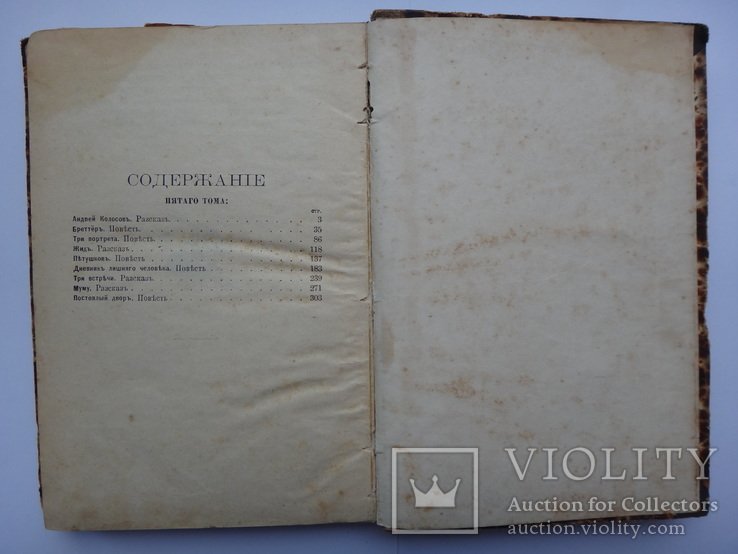 СОДЕРЖАНІЕ
ПЯТАГО ТОМА:
стр.
Андрей Колосовъ. Разсказъ. 3
Бреттёръ. Повѣсть. 35
Три портрета. Повѣсть. 86
Жидъ. Разсказъ. 118
Пѣтушковъ. Повѣсть. 137
Дневникъ лишняго человѣка. Повѣсть. 183
Три встрѣчи. Разсказъ. 239
Муму. Разсказъ. 271
Постоялый дворъ. Повѣсть. 303
VIOLITY
Auction for Collectors
auction.violity.com